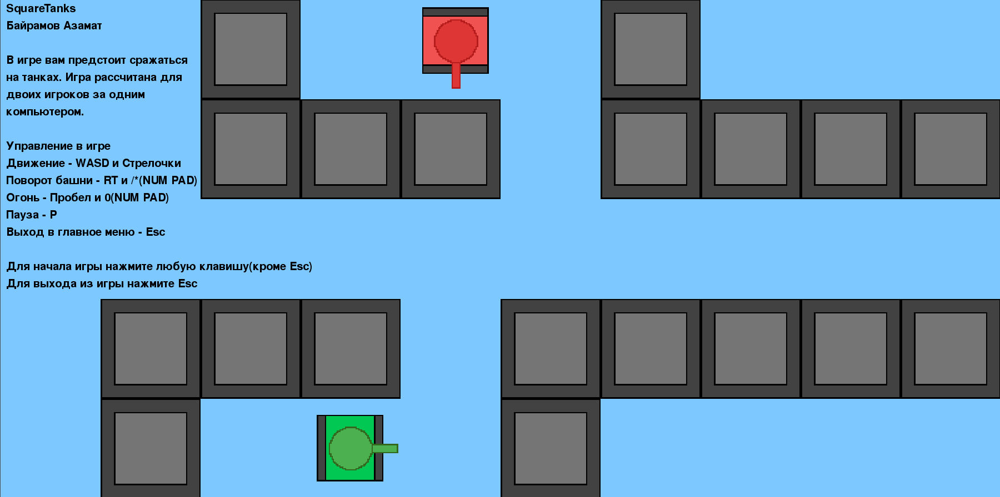 SquareTanks
Байрамов Азамат
В игре вам предстоит сражаться
на танках. Игра рассчитана для
двоих игроков за одним
компьютером.
Управление в игре
Движение - WASD и Стрелочки
Поворот башни - RT и /*(NUM PAD)
Огонь - Пробел и 0(NUM PAD)
Пауза - P
Выход в главное меню - Esc
Для начала игры нажмите любую клавишу(кроме Esc)
Для выхода из игры нажмите Esc